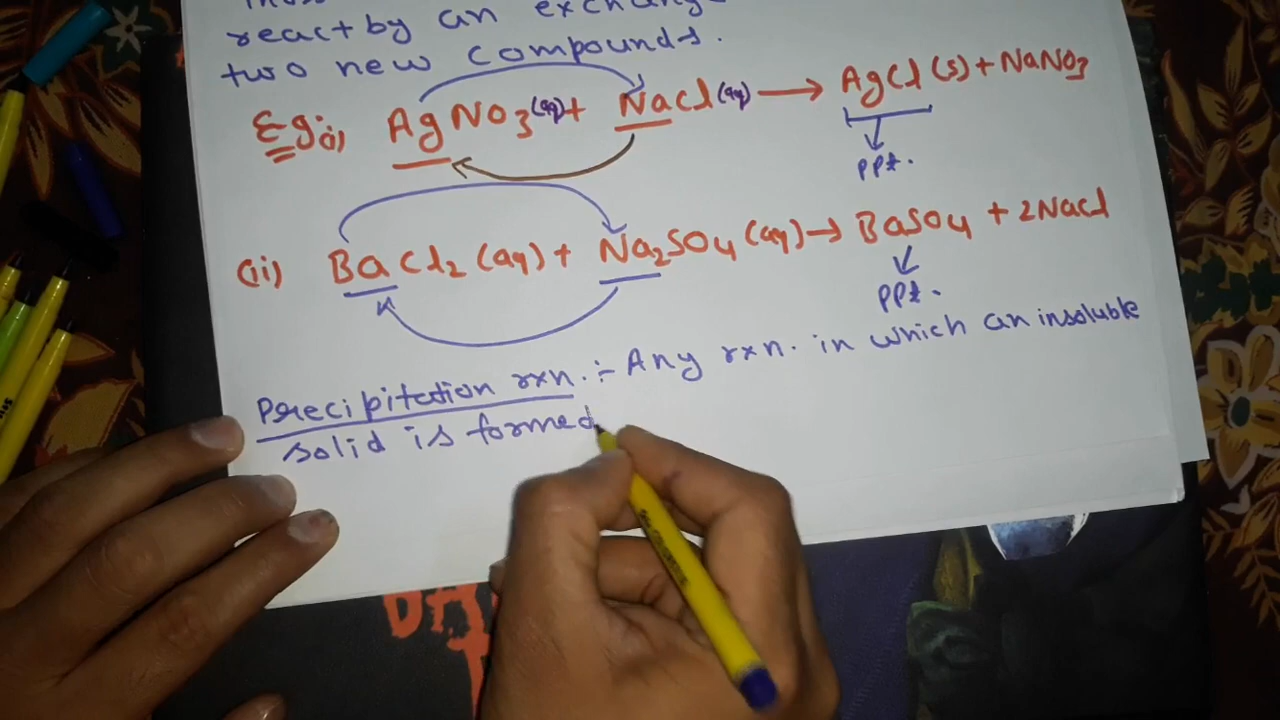 react by an exchange
two new compounds.
Eg:(i) AgNO3(aq) + NaCl(aq) → AgCl(s) + NaNO3
ppt.
(ii) BaCl2 (aq) + Na2SO4 (aq) → BaSO4 + 2NaCl
ppt.
Precipitation rxn. :- Any rxn. in which an insoluble
solid is formed